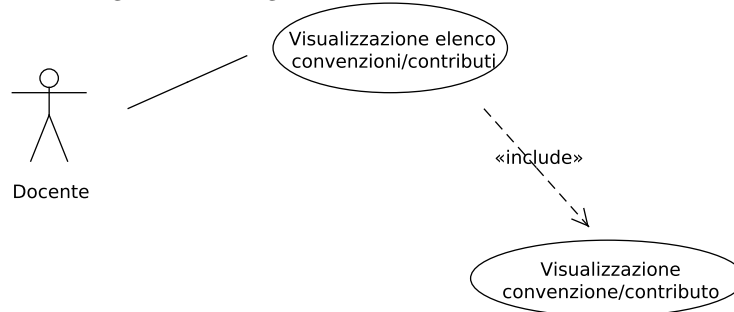 Visualizzazione elenco
convenzioni/contributi
«include»
Docente
Visualizzazione
convenzione/contributo